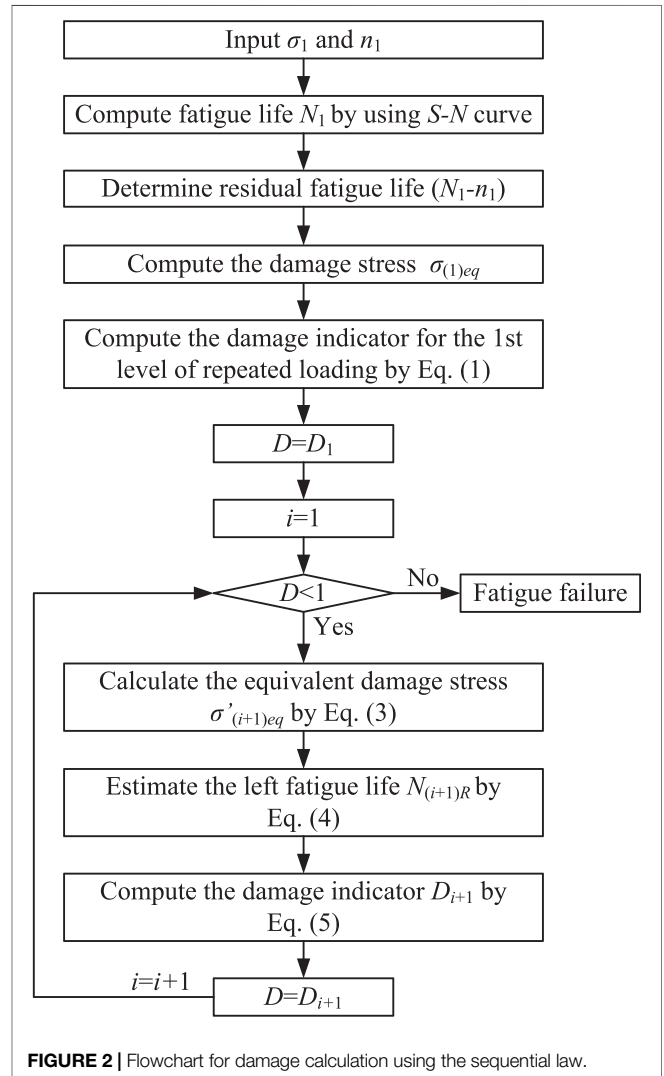 Input σ1 and n1
Compute fatigue life N1 by using S-N curve
Determine residual fatigue life (N1-n1)
Compute the damage stress σ(1)eq
Compute the damage indicator for the 1st
level of repeated loading by Eq. (1)
D=D1
i=1
D<1
No
Fatigue failure
Yes
Calculate the equivalent damage stress
σ’(i+1)eq by Eq. (3)
Estimate the left fatigue life N(i+1)R by
Eq. (4)
Compute the damage indicator Di+1 by
Eq. (5)
i=i+1
D=Di+1
FIGURE 2 | Flowchart for damage calculation using the sequential law.